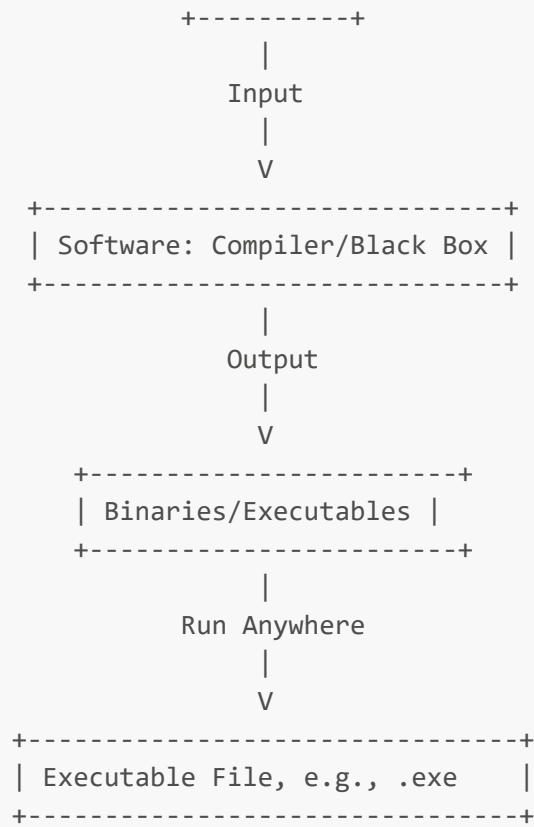 +----------+
|
Input
|
V
+------------------------------+
| Software: Compiler/Black Box |
+------------------------------+
|
Output
|
V
+------------------------+
| Binaries/Executables |
+------------------------+
|
Run Anywhere
|
V
+--------------------------------+
| Executable File, e.g., .exe    |
+--------------------------------+